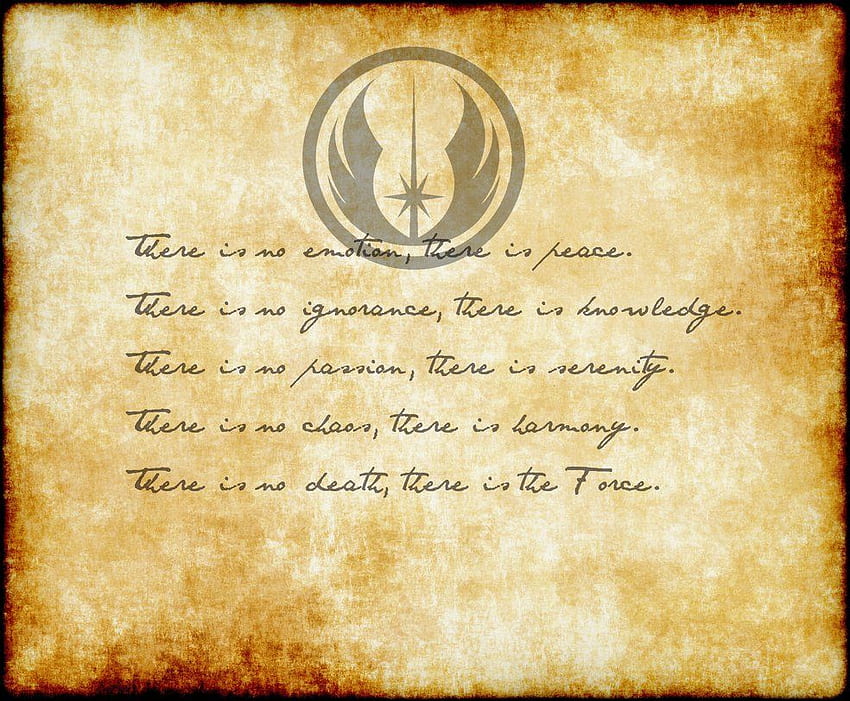 There is no emotion, there is peace.
There is no ignorance, there is knowledge.
There is no passion, there is serenity.
There is no chaos, there is harmony.
There is no death, there is the Force.